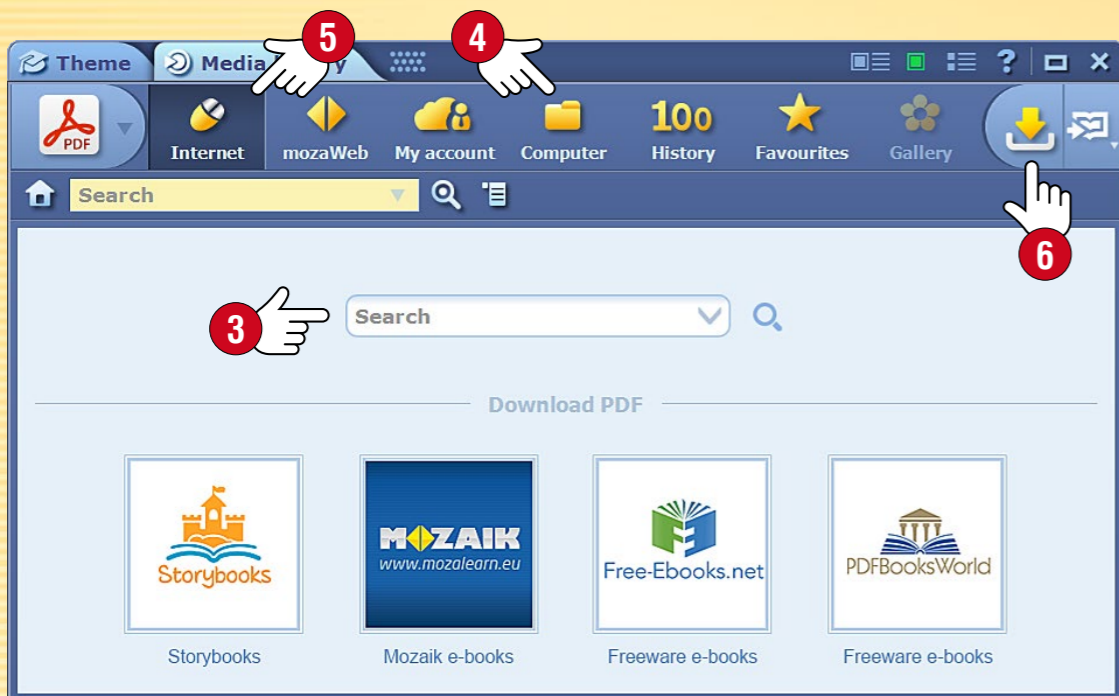 5
4
Theme
Media
y
?
PDF
Internet
mozaWeb
My account
Computer
100
History
Favourites
Gallery
Search
6
3
Search
Download PDF
Storybooks
MOZAIK
www.mozalearn.eu
Free-Ebooks.net
PDFBooksWorld
Storybooks
Mozaik e-books
Freeware e-books
Freeware e-books